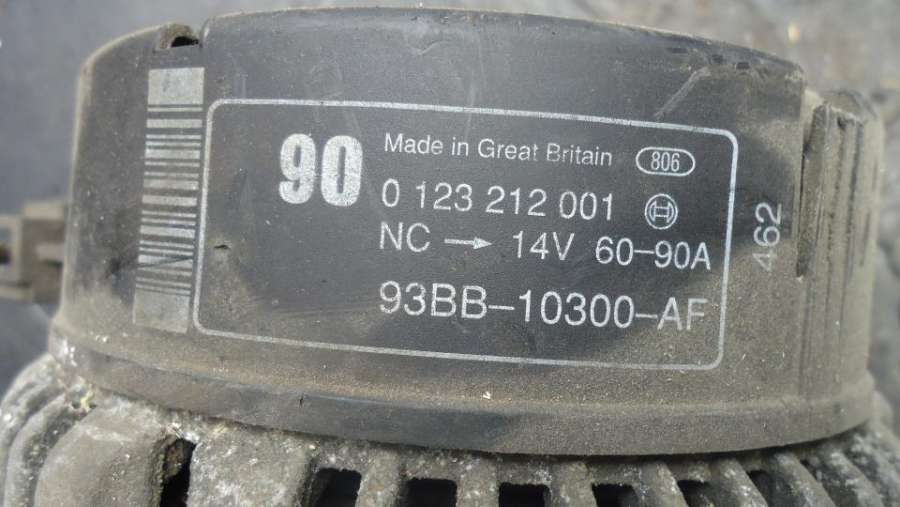 90
Made in Great Britain 806
0 123 212 001
NC → 14V 60-90A
93BB-10300-AF
462